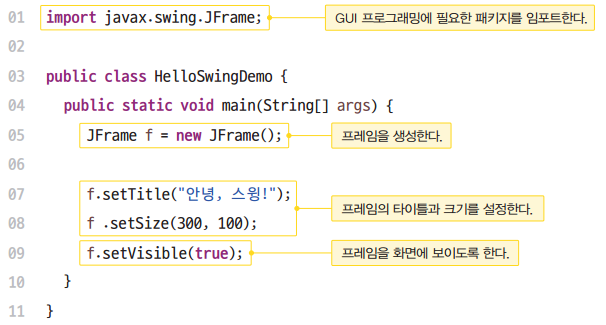 01 import javax.swing.JFrame; GUI 프로그래밍에 필요한 패키지를 임포트한다.
02
03 public class HelloSwingDemo {
04 public static void main(String[] args) {
05 JFrame f = new JFrame(); 프레임을 생성한다.
06
07 f.setTitle("안녕, 스윙!");
프레임의 타이틀과 크기를 설정한다.
08 f .setSize(300, 100);
09 f.setVisible(true); 프레임을 화면에 보이도록 한다.
10 }
11 }